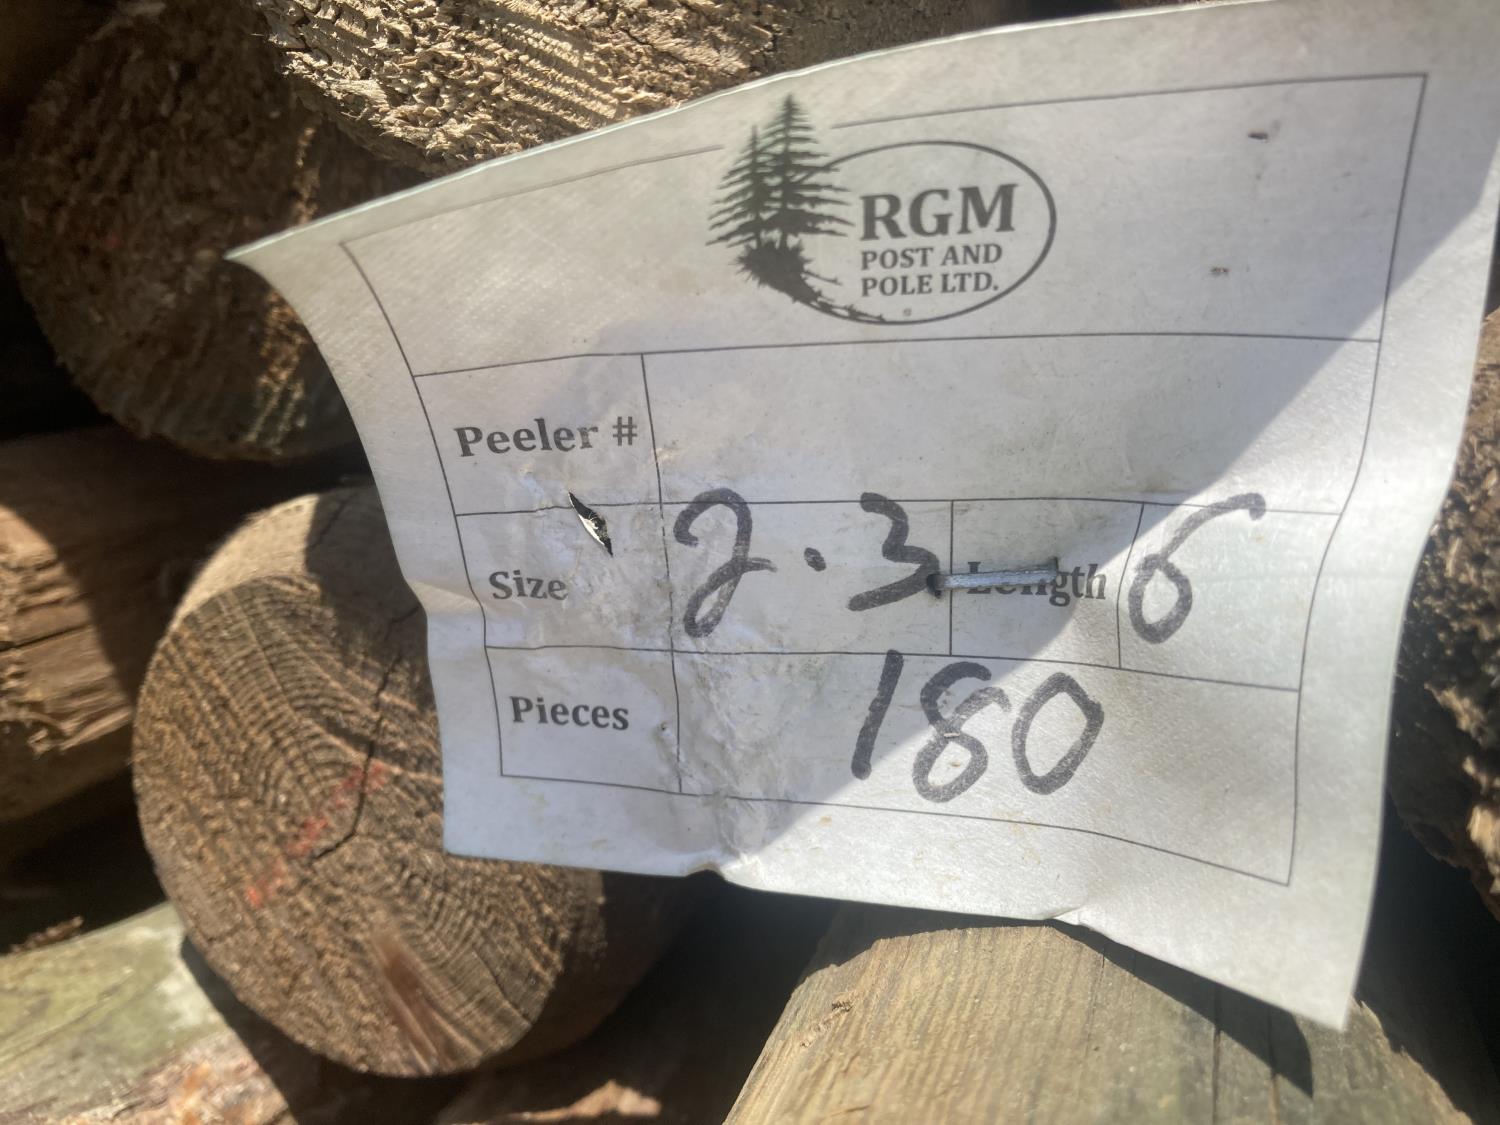 RGM
POST AND
POLE LTD.
Peeler #
Size 2.3 Length 6
Pieces 180